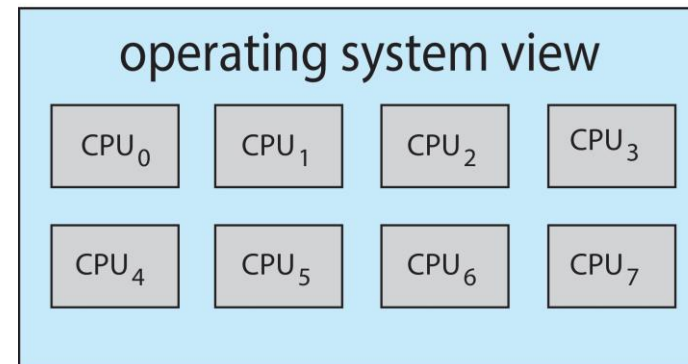 operating system view
CPU₀ CPU₁ CPU₂ CPU₃
CPU₄ CPU₅ CPU₆ CPU₇